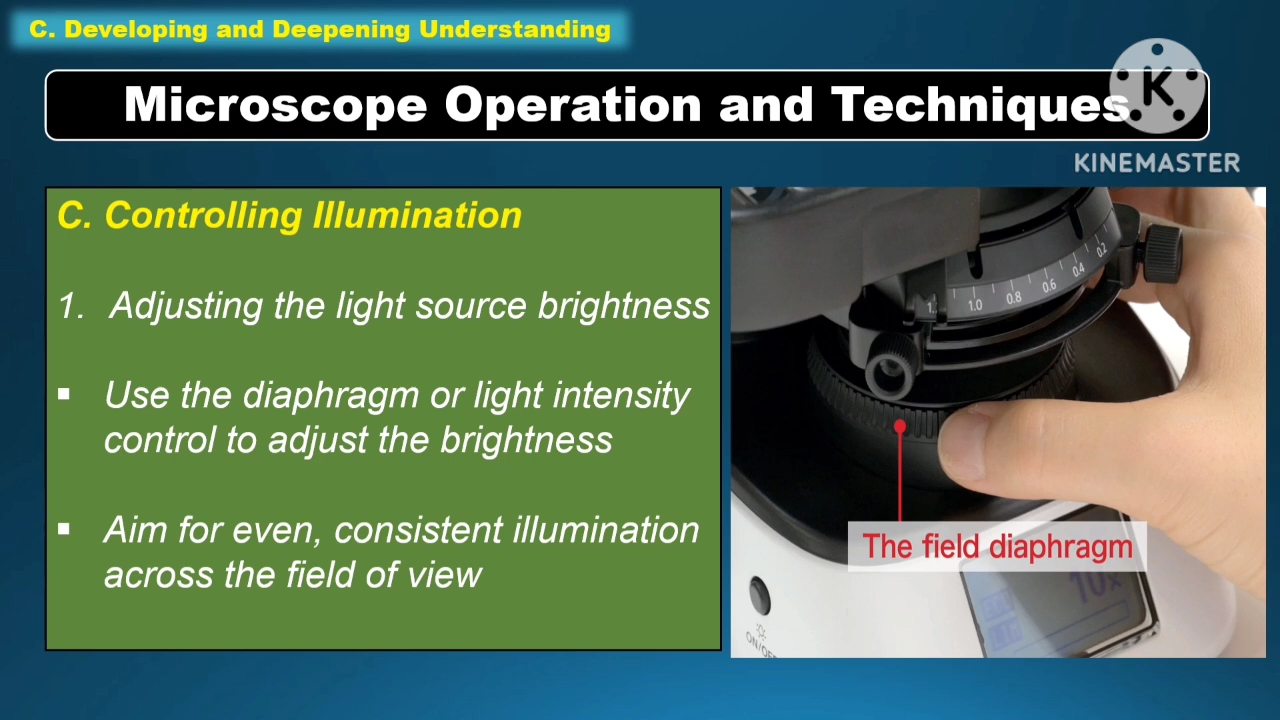 C. Developing and Deepening Understanding
Microscope Operation and Techniques
K
KINEMASTER
C. Controlling Illumination
1. Adjusting the light source brightness
▪ Use the diaphragm or light intensity
control to adjust the brightness
▪ Aim for even, consistent illumination
across the field of view
1.0 0.8 0.6 0.4 0.2
The field diaphragm
10x